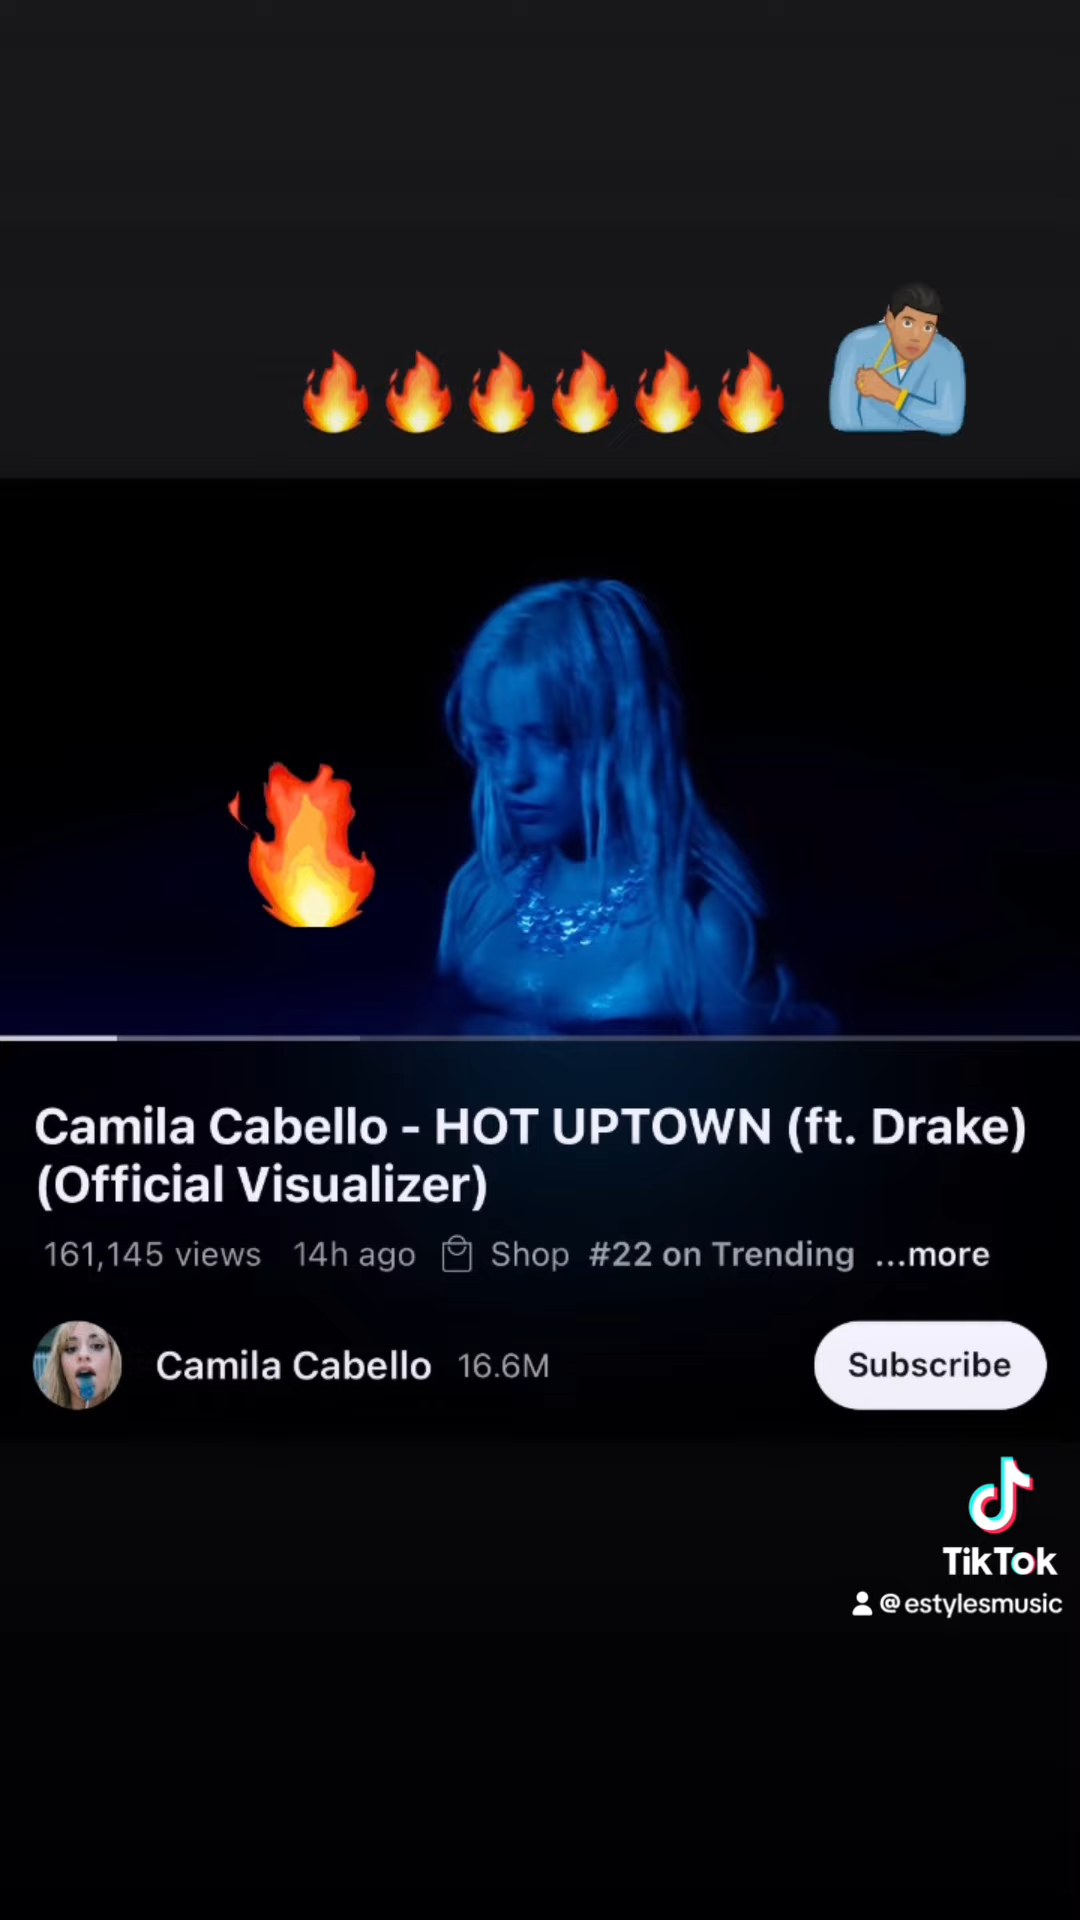 Camila Cabello - HOT UPTOWN (ft. Drake)
(Official Visualizer)
161,145 views 14h ago Shop #22 on Trending ...more
Camila Cabello 16.6M Subscribe
TikTok
@estylesmusic